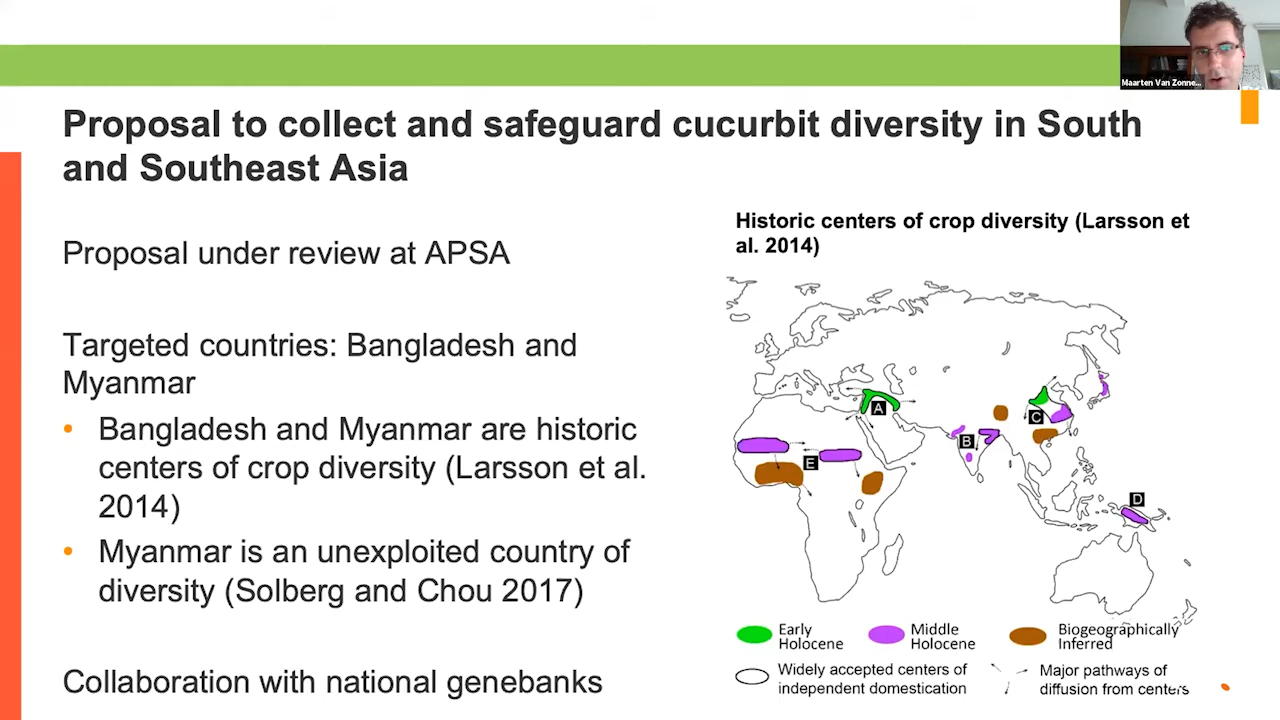 Maarten Van Zonne...
Proposal to collect and safeguard cucurbit diversity in South
and Southeast Asia
Proposal under review at APSA
Targeted countries: Bangladesh and
Myanmar
• Bangladesh and Myanmar are historic
centers of crop diversity (Larsson et al.
2014)
• Myanmar is an unexploited country of
diversity (Solberg and Chou 2017)
Collaboration with national genebanks
Historic centers of crop diversity (Larsson et
al. 2014)
A
B
C
D
E
Early
Holocene
Middle
Holocene
Biogeographically
Inferred
Widely accepted centers of
independent domestication
Major pathways of
diffusion from centers